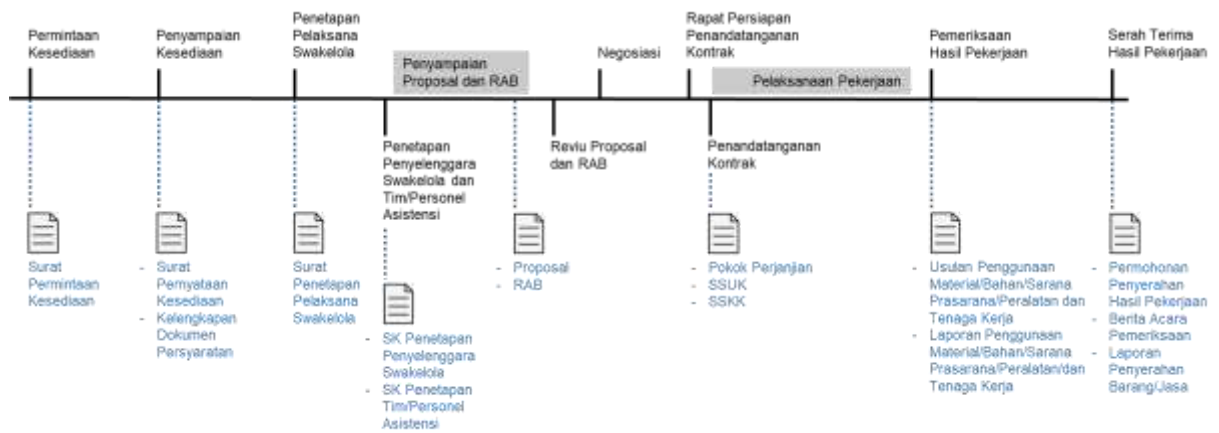 Permintaan
Kesediaan
Penyampaian
Kesediaan
Penetapan
Pelaksana
Swakelola
Penyampaian
Proposal dan RAB
Negosiasi
Rapat Persiapan
Penandatanganan
Kontrak
Pelaksanaan Pekerjaan
Pemeriksaan
Hasil Pekerjaan
Serah Terima
Hasil Pekerjaan
Penetapan
Penyelenggara
Swakelola dan
Tim/Personel
Asistensi
Reviu Proposal
dan RAB
Penandatanganan
Kontrak
Surat
Permintaan
Kesediaan
- Surat
Pernyataan
Kesediaan
- Kelengkapan
Dokumen
Persyaratan
Surat
Penetapan
Pelaksana
Swakelola
- SK Penetapan
Penyelenggara
Swakelola
- SK Penetapan
Tim/Personel
Asistensi
- Proposal
- RAB
- Pokok Perjanjian
- SSUK
- SSKK
- Usulan Penggunaan
Material/Bahan/Sarana
Prasarana/Peralatan dan
Tenaga Kerja
- Laporan Penggunaan
Material/Bahan/Sarana
Prasarana/Peralatan/dan
Tenaga Kerja
- Permohonan
Penyerahan
Hasil Pekerjaan
- Berita Acara
Pemeriksaan
- Laporan
Penyerahan
Barang/Jasa